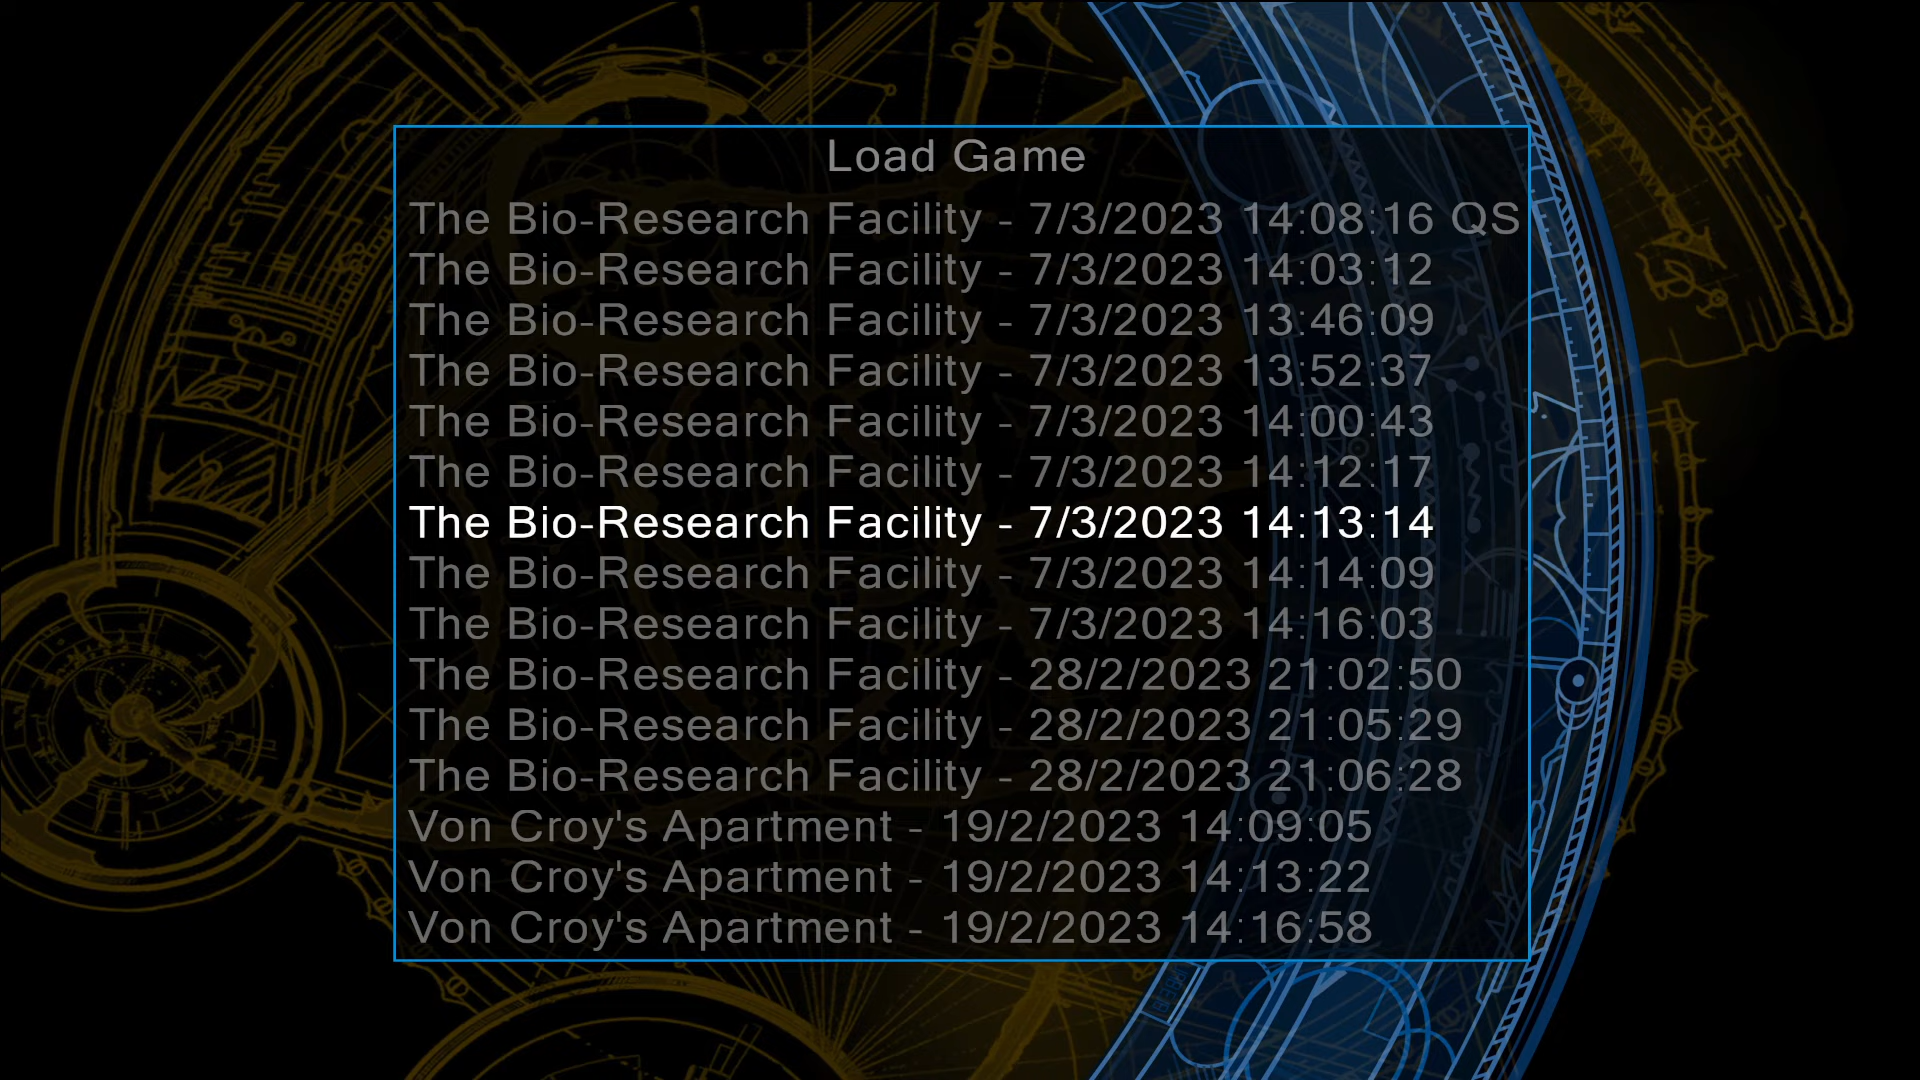 Load Game
The Bio-Research Facility - 7/3/2023 14:08:16 QS
The Bio-Research Facility - 7/3/2023 14:03:12
The Bio-Research Facility - 7/3/2023 13:46:09
The Bio-Research Facility - 7/3/2023 13:52:37
The Bio-Research Facility - 7/3/2023 14:00:43
The Bio-Research Facility - 7/3/2023 14:12:17
The Bio-Research Facility - 7/3/2023 14:13:14
The Bio-Research Facility - 7/3/2023 14:14:09
The Bio-Research Facility - 7/3/2023 14:16:03
The Bio-Research Facility - 28/2/2023 21:02:50
The Bio-Research Facility - 28/2/2023 21:05:29
The Bio-Research Facility - 28/2/2023 21:06:28
Von Croy's Apartment - 19/2/2023 14:09:05
Von Croy's Apartment - 19/2/2023 14:13:22
Von Croy's Apartment - 19/2/2023 14:16:58